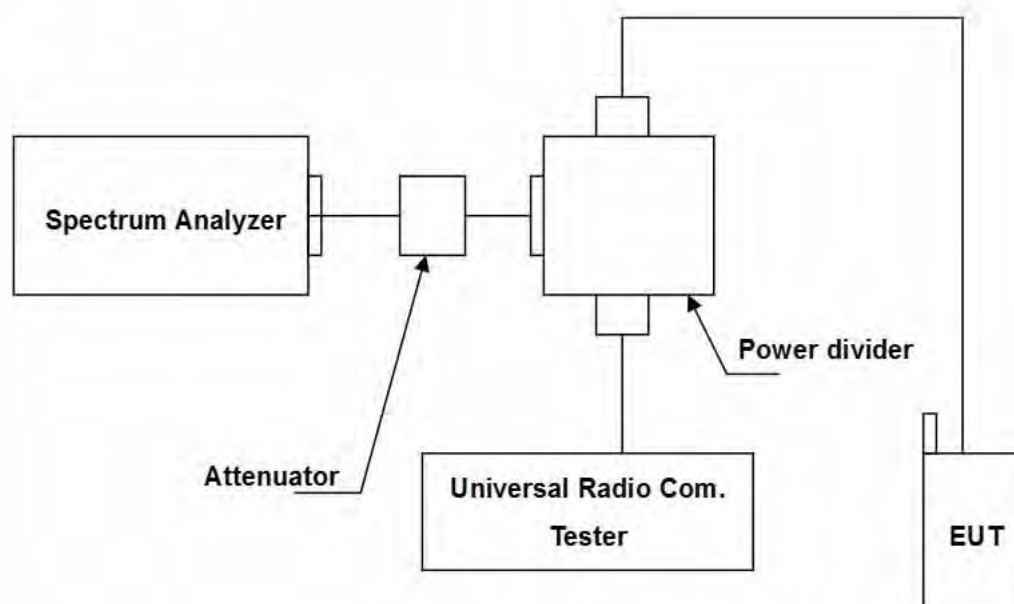 Spectrum Analyzer
Power divider
Attenuator
Universal Radio Com.
Tester
EUT